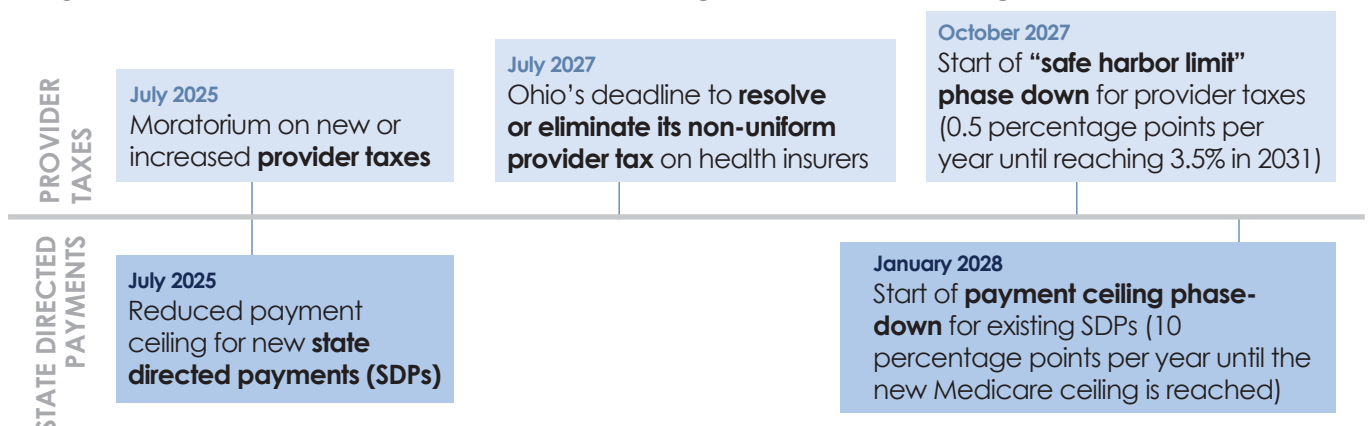 PROVIDER
TAXES
July 2025
Moratorium on new or
increased provider taxes
July 2027
Ohio's deadline to resolve
or eliminate its non-uniform
provider tax on health insurers
October 2027
Start of “safe harbor limit”
phase down for provider taxes
(0.5 percentage points per
year until reaching 3.5% in 2031)
STATE DIRECTED
PAYMENTS
July 2025
Reduced payment
ceiling for new state
directed payments (SDPs)
January 2028
Start of payment ceiling phase-
down for existing SDPs (10
percentage points per year until the
new Medicare ceiling is reached)